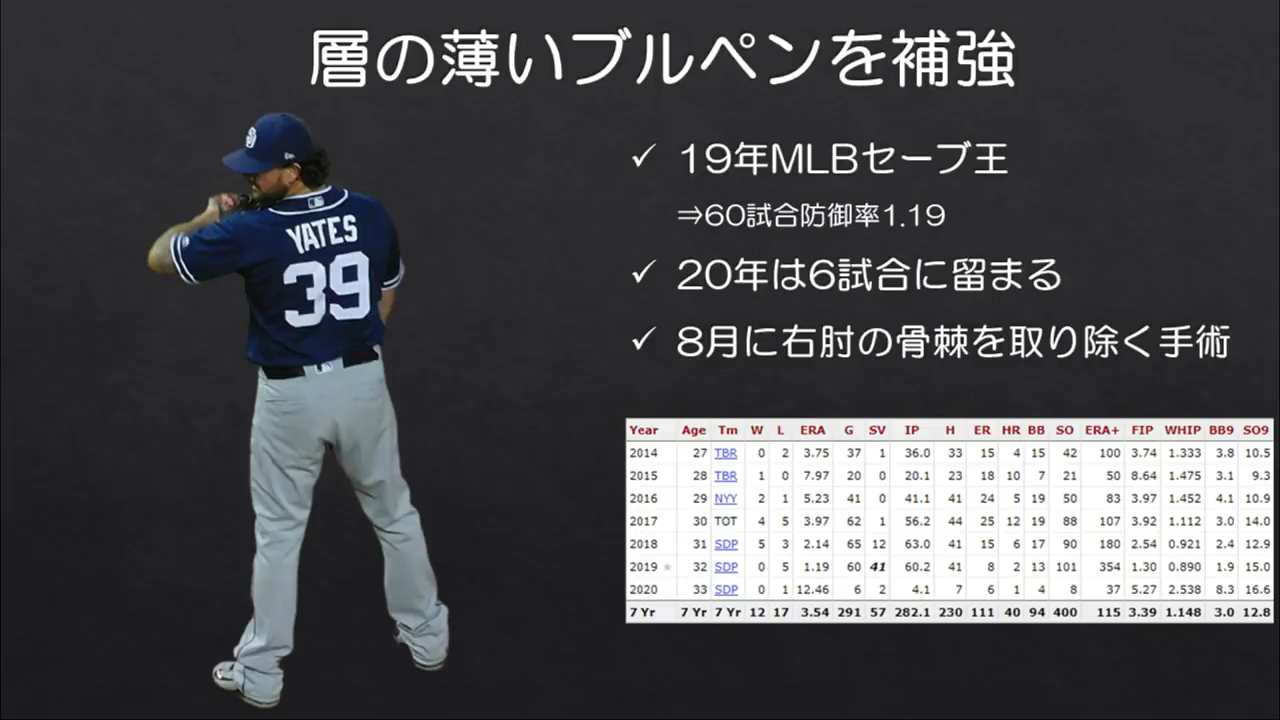 層の薄いブルペンを補強
YATES
39
✓ 19年MLBセーブ王
⇒60試合防御率1.19
✓ 20年は6試合に留まる
✓ 8月に右肘の骨棘を取り除く手術
Year Age Tm W L ERA G SV IP H ER HR BB SO ERA+ FIP WHIP BB9 SO9
2014 27 TBR 0 2 3.75 37 1 36.0 33 15 4 15 42 100 3.74 1.333 3.8 10.5
2015 28 TBR 1 0 7.97 20 0 20.1 23 18 10 7 21 50 8.64 1.475 3.1 9.3
2016 29 NYY 2 1 5.23 41 0 41.1 41 24 5 19 50 83 3.97 1.452 4.1 10.9
2017 30 TOT 4 5 3.97 62 1 56.2 44 25 12 19 88 107 3.92 1.112 3.0 14.0
2018 31 SDP 5 3 2.14 65 12 63.0 41 15 6 17 90 180 2.54 0.921 2.4 12.9
2019 ★ 32 SDP 0 5 1.19 60 41 60.2 41 8 2 13 101 354 1.30 0.890 1.9 15.0
2020 33 SDP 0 1 12.46 6 2 4.1 7 6 1 4 8 37 5.27 2.538 8.3 16.6
7 Yr 7 Yr 7 Yr 12 17 3.54 291 57 282.1 230 111 40 94 400 115 3.39 1.148 3.0 12.8